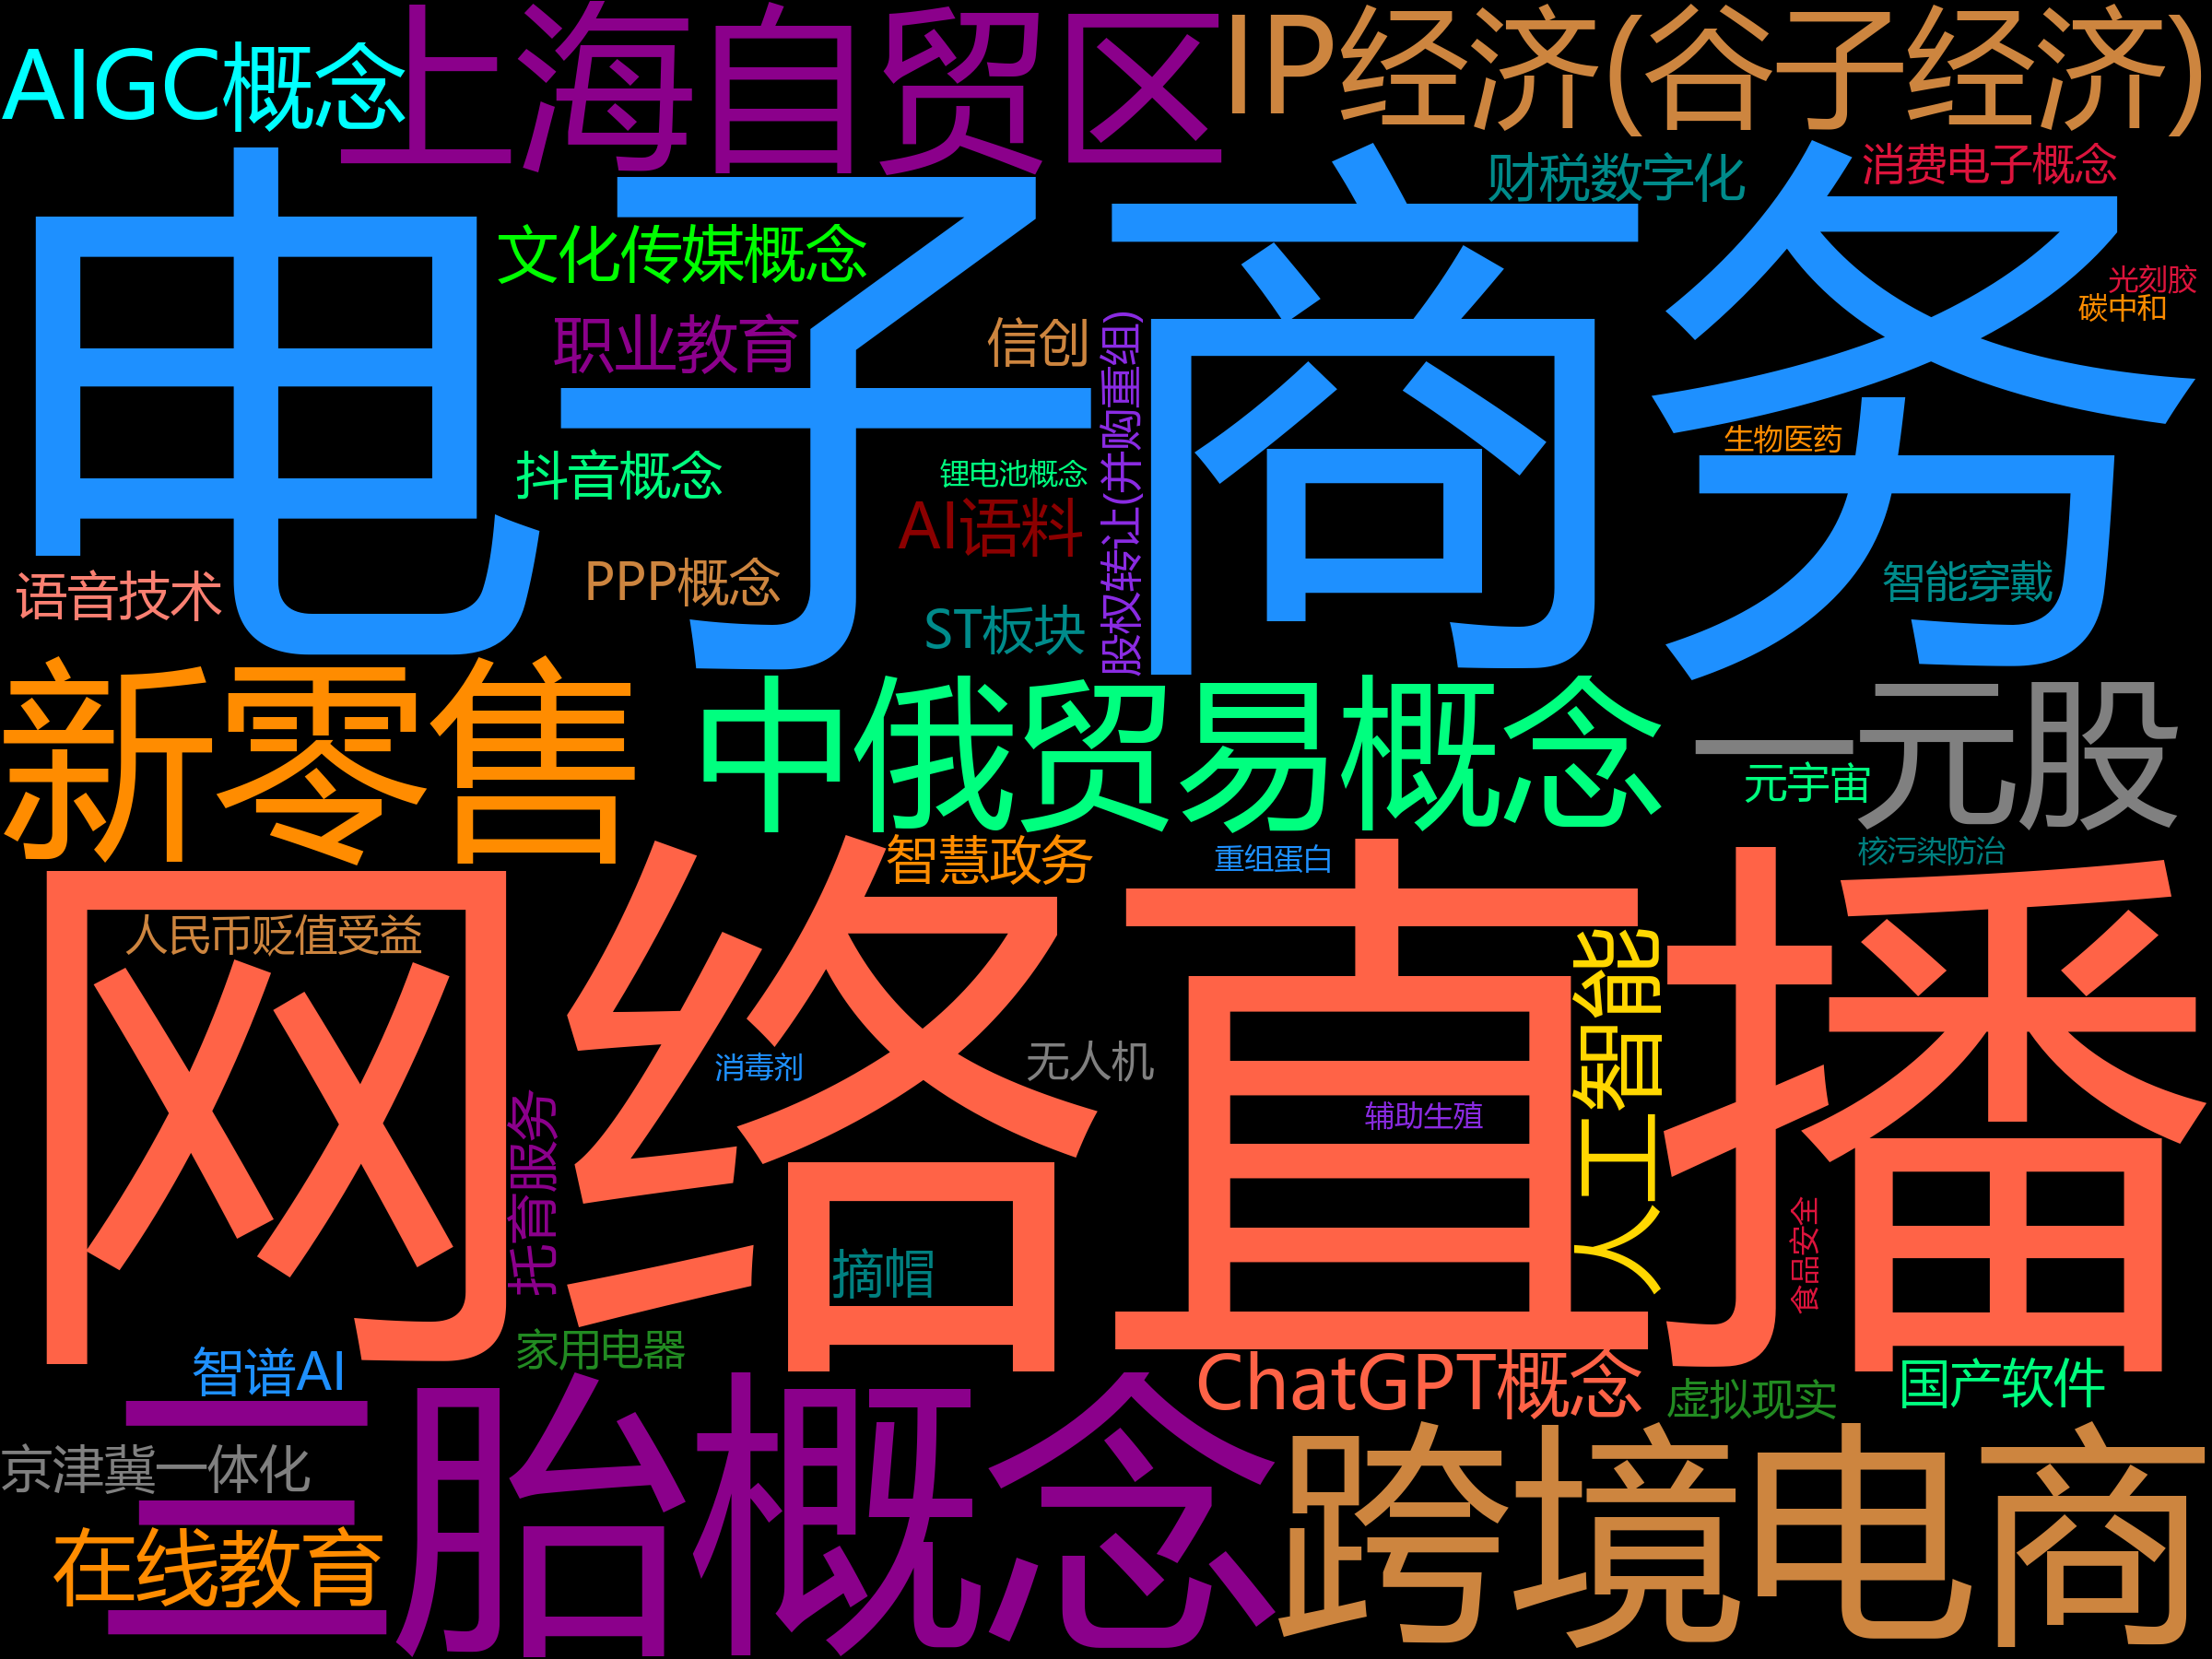 AIGC概念
上海自贸区
IP经济(谷子经济)
财税数字化
消费电子概念
电子商务
文化传媒概念
光刻胶
碳中和
职业教育
信创
股权转让(并购重组)
生物医药
抖音概念
锂电池概念
AI语料
语音技术
PPP概念
ST板块
智能穿戴
新零售
中俄贸易概念
一元股
元宇宙
智慧政务
重组蛋白
核污染防治
网络直播
人民币贬值受益
人工智能
消毒剂
无人机
辅助生殖
托育服务
食品安全
摘帽
家用电器
智谱AI
ChatGPT概念
虚拟现实
国产软件
三胎概念
京津冀一体化
跨境电商
在线教育